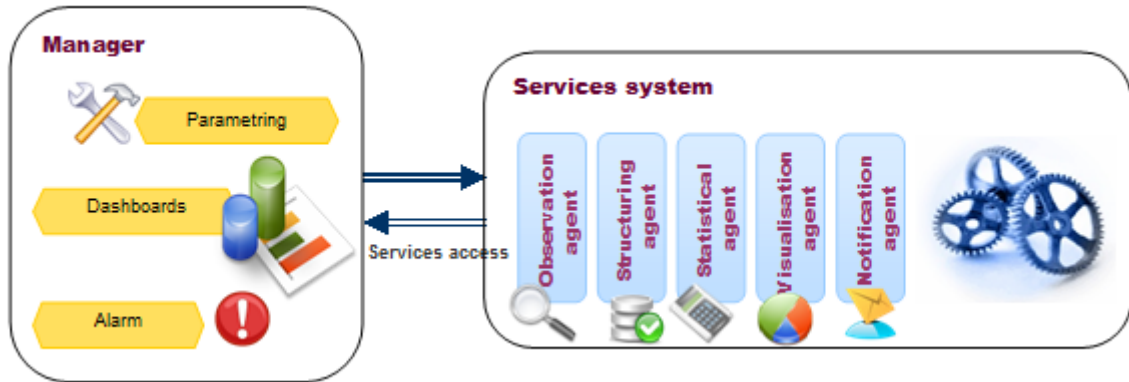 Manager
Parametring
Dashboards
Alarm
Services access
Services system
Observation
agent
Structuring
agent
Statistical
agent
Visualisation
agent
Notification
agent